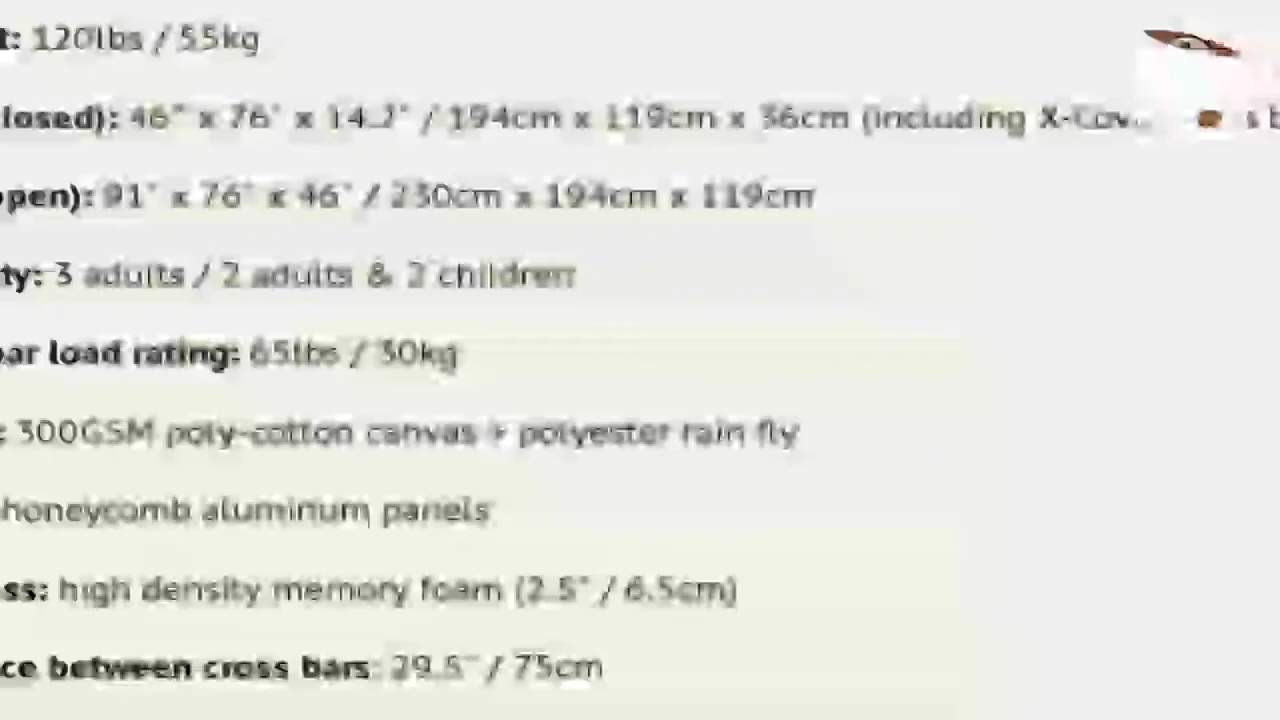 t: 120lbs / 55kg
losed): 46" x 76" x 14.2" / 194cm x 119cm x 36cm (including X-Cov
pen): 91" x 76" x 46" / 230cm x 194cm x 119cm
ty: 3 adults / 2 adults & 2 children
bar load rating: 65lbs / 30kg
: 300GSM poly-cotton canvas + polyester rain fly
honeycomb aluminum panels
ss: high density memory foam (2.5" / 6.5cm)
ce between cross bars: 29.5" / 75cm